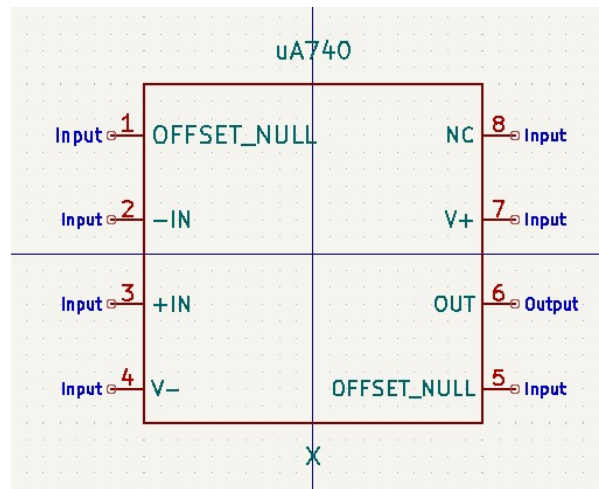 uA740
Input 1 OFFSET_NULL NC 8 Input
Input 2 -IN V+ 7 Input
Input 3 +IN OUT 6 Output
Input 4 V- OFFSET_NULL 5 Input
X